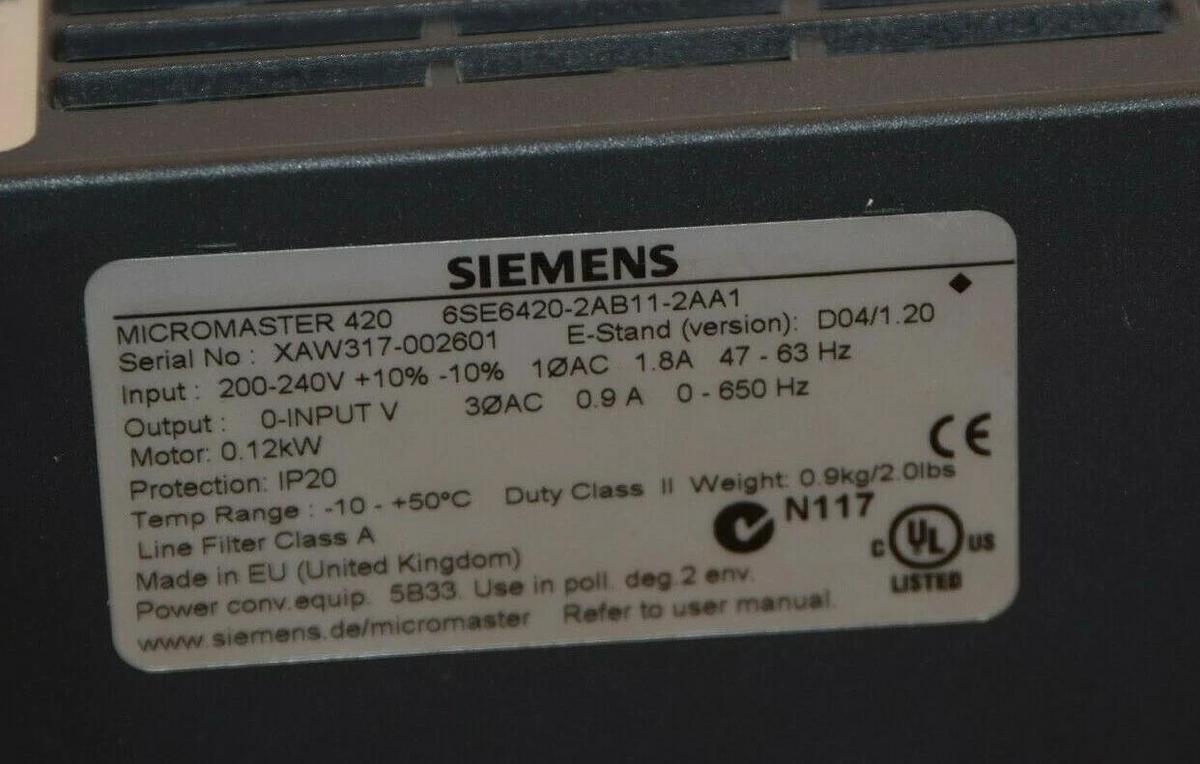 SIEMENS
MICROMASTER 420 6SE6420-2AB11-2AA1
Serial No : XAW317-002601 E-Stand (version): D04/1.20
Input : 200-240V +10% -10% 1ØAC 1.8A 47 - 63 Hz
Output : 0-INPUT V 3ØAC 0.9 A 0 - 650 Hz
Motor: 0.12kW
CE
Protection: IP20
Temp Range : -10 - +50°C Duty Class II Weight: 0.9kg/2.0lbs
Line Filter Class A
N117
Made in EU (United Kingdom)
C UL US
LISTED
Power conv.equip. 5B33. Use in poll. deg.2 env.
www.siemens.de/micromaster Refer to user manual.